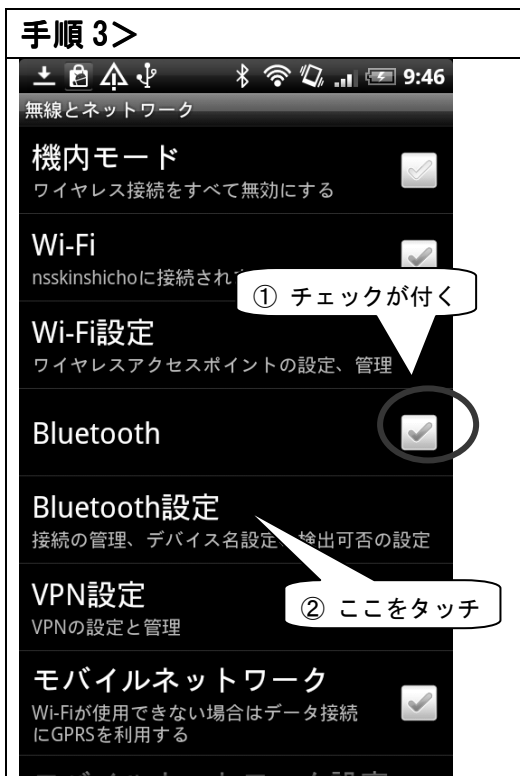 手順 3＞
9:46
無線とネットワーク
機内モード
ワイヤレス接続をすべて無効にする
Wi-Fi
nsskinshichoに接続され
① チェックが付く
Wi-Fi設定
ワイヤレスアクセスポイントの設定、管理
Bluetooth
Bluetooth設定
接続の管理、デバイス名設定、検出可否の設定
VPN設定
② ここをタッチ
VPNの設定と管理
モバイルネットワーク
Wi-Fiが使用できない場合はデータ接続
にGPRSを利用する